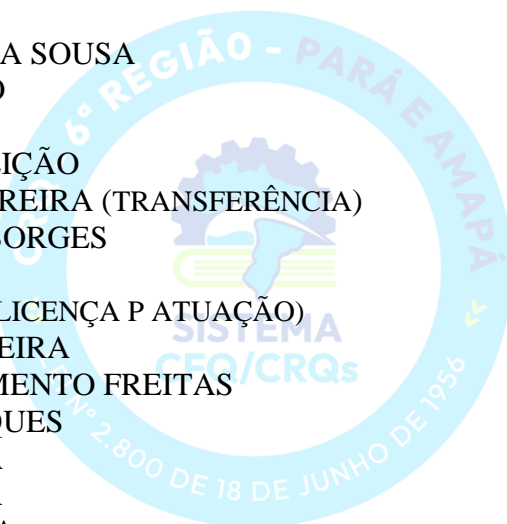 A SOUSA
O
IÇÃO
REIRA (TRANSFERÊNCIA)
BORGES
LICENÇA P ATUAÇÃO)
EIRA
MENTO FREITAS
QUES
A
A
CRQ 6ª REGIÃO - PARÁ E AMAPÁ
SISTEMA
CFQ/CRQs
Nº 2.800 DE 18 DE JUNHO DE 1956